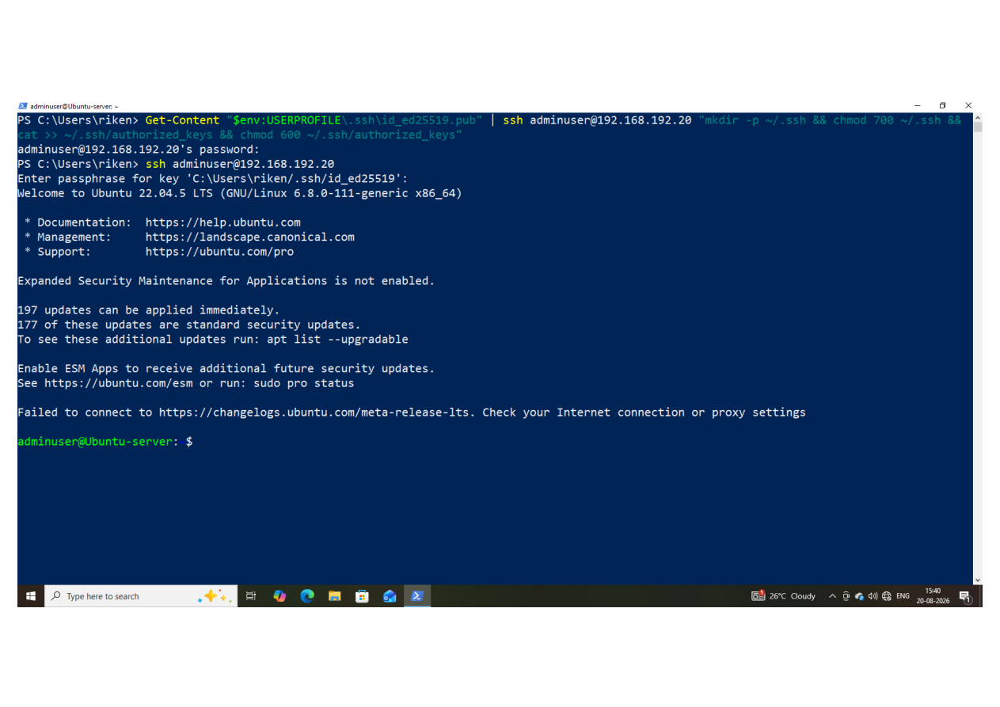 adminuser@Ubuntu-server: ~
PS C:\Users\riken> Get-Content "$env:USERPROFILE\.ssh\id_ed25519.pub" | ssh adminuser@192.168.192.20 "mkdir -p ~/.ssh && chmod 700 ~/.ssh &&
cat >> ~/.ssh/authorized_keys && chmod 600 ~/.ssh/authorized_keys"
adminuser@192.168.192.20's password:
PS C:\Users\riken> ssh adminuser@192.168.192.20
Enter passphrase for key 'C:\Users\riken/.ssh/id_ed25519':
Welcome to Ubuntu 22.04.5 LTS (GNU/Linux 6.8.0-111-generic x86_64)
* Documentation:  https://help.ubuntu.com
* Management:     https://landscape.canonical.com
* Support:        https://ubuntu.com/pro
Expanded Security Maintenance for Applications is not enabled.
197 updates can be applied immediately.
177 of these updates are standard security updates.
To see these additional updates run: apt list --upgradable
Enable ESM Apps to receive additional future security updates.
See https://ubuntu.com/esm or run: sudo pro status
Failed to connect to https://changelogs.ubuntu.com/meta-release-lts. Check your Internet connection or proxy settings
adminuser@Ubuntu-server: $
Type here to search
26°C Cloudy
ENG
15:40
20-08-2026
1